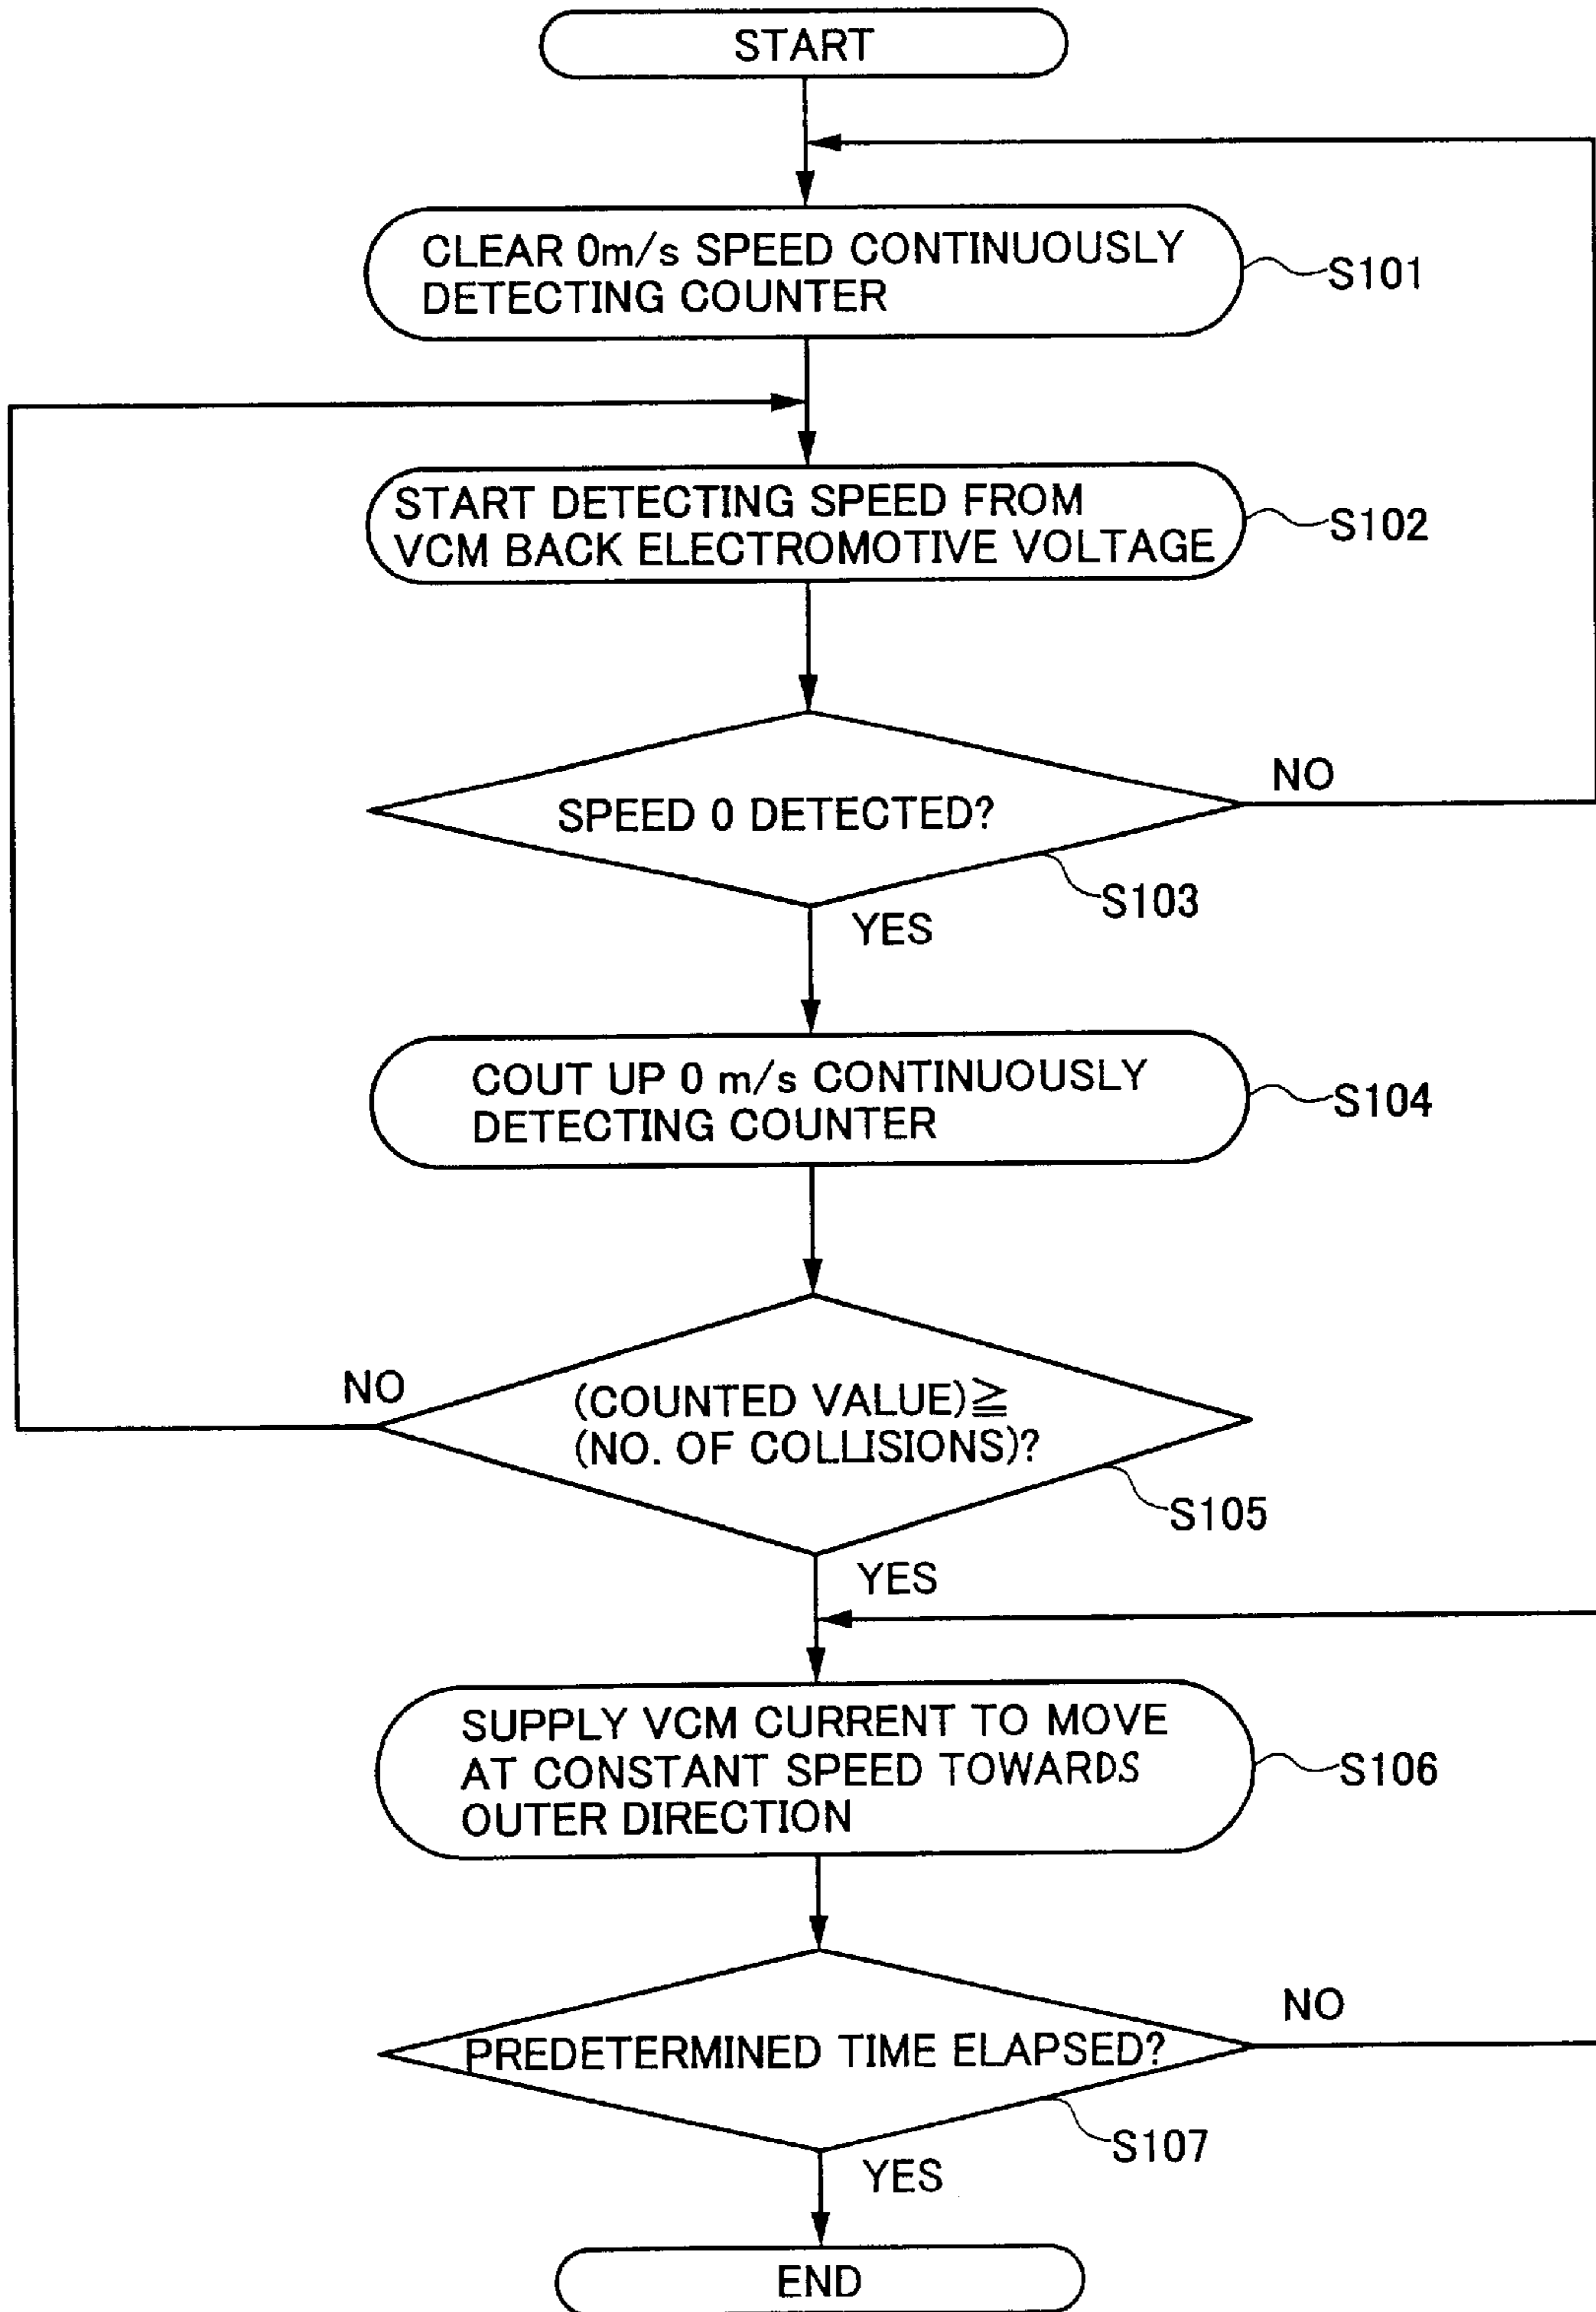 START
CLEAR 0m/s SPEED CONTINUOUSLY
DETECTING COUNTER
S101
START DETECTING SPEED FROM
VCM BACK ELECTROMOTIVE VOLTAGE
S102
SPEED 0 DETECTED?
NO
S103
YES
COUT UP 0 m/s CONTINUOUSLY
DETECTING COUNTER
S104
NO
(COUNTED VALUE)≧
(NO. OF COLLISIONS)?
S105
YES
SUPPLY VCM CURRENT TO MOVE
AT CONSTANT SPEED TOWARDS
OUTER DIRECTION
S106
PREDETERMINED TIME ELAPSED?
NO
S107
YES
END